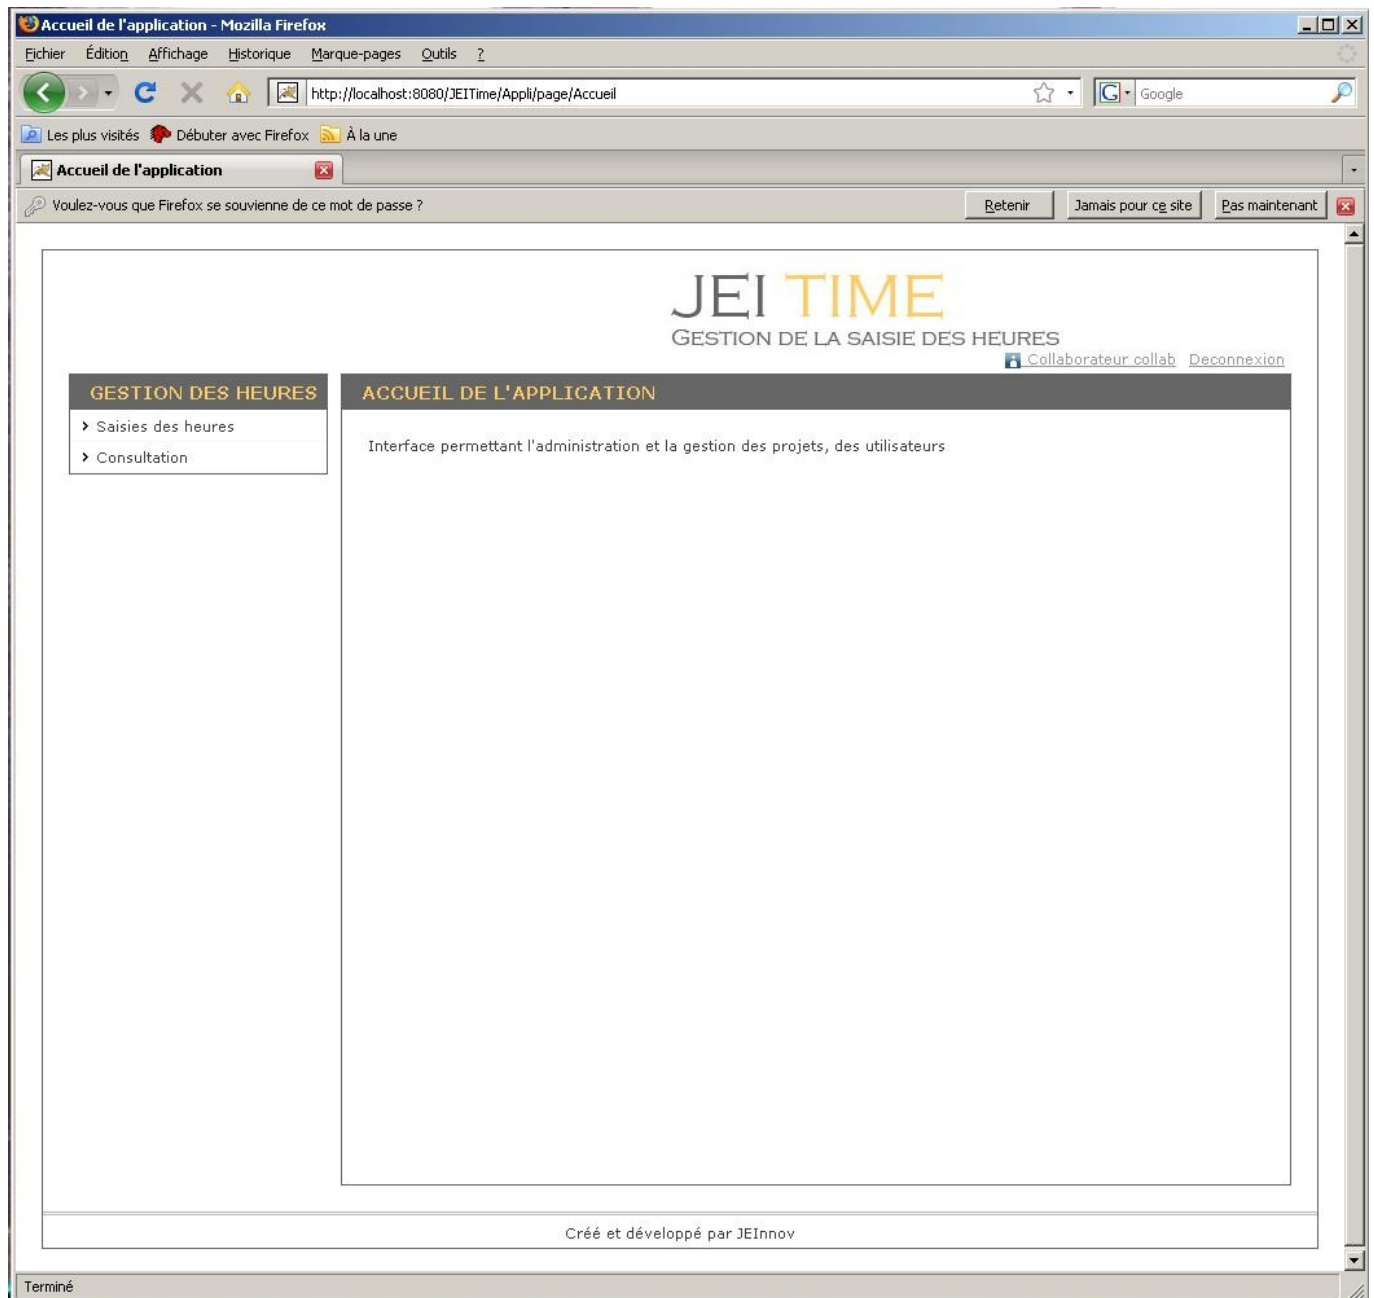 Accueil de l'application - Mozilla Firefox
Fichier Édition Affichage Historique Marque-pages Outils ?
http://localhost:8080/JEITime/Appli/page/Accueil
G Google
Les plus visités Débuter avec Firefox À la une
Accueil de l'application
Voulez-vous que Firefox se souvienne de ce mot de passe ? Retenir Jamais pour ce site Pas maintenant
JEI TIME
GESTION DE LA SAISIE DES HEURES
Collaborateur collab Deconnexion
GESTION DES HEURES
Saisies des heures
Consultation
ACCUEIL DE L'APPLICATION
Interface permettant l'administration et la gestion des projets, des utilisateurs
Créé et développé par JEInnov
Terminé